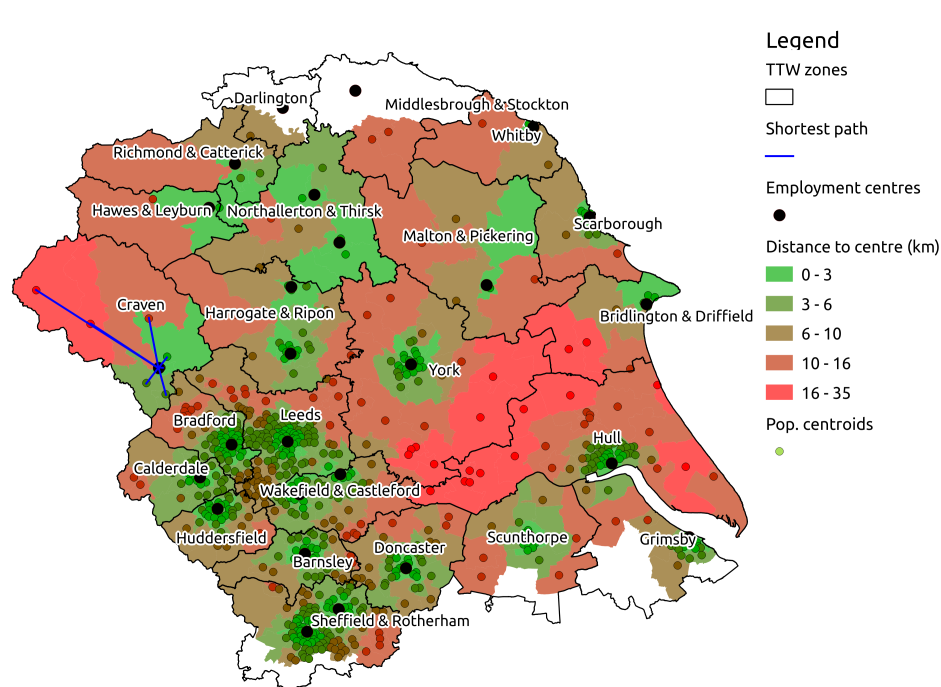 Legend
TTW zones
Shortest path
Employment centres
Distance to centre (km)
0 - 3
3 - 6
6 - 10
10 - 16
16 - 35
Pop. centroids
Darlington
Middlesbrough & Stockton
Whitby
Richmond & Catterick
Hawes & Leyburn
Northallerton & Thirsk
Scarborough
Malton & Pickering
Craven
Harrogate & Ripon
Bridlington & Driffield
York
Bradford
Leeds
Hull
Calderdale
Wakefield & Castleford
Huddersfield
Scunthorpe
Grimsby
Doncaster
Barnsley
Sheffield & Rotherham